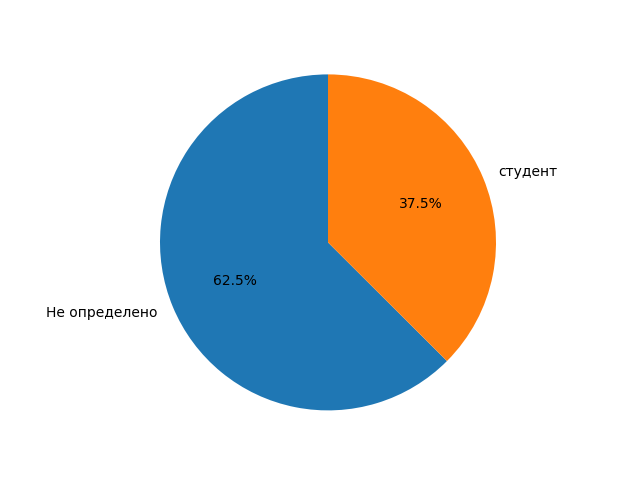 студент
37.5%
62.5%
Не определено